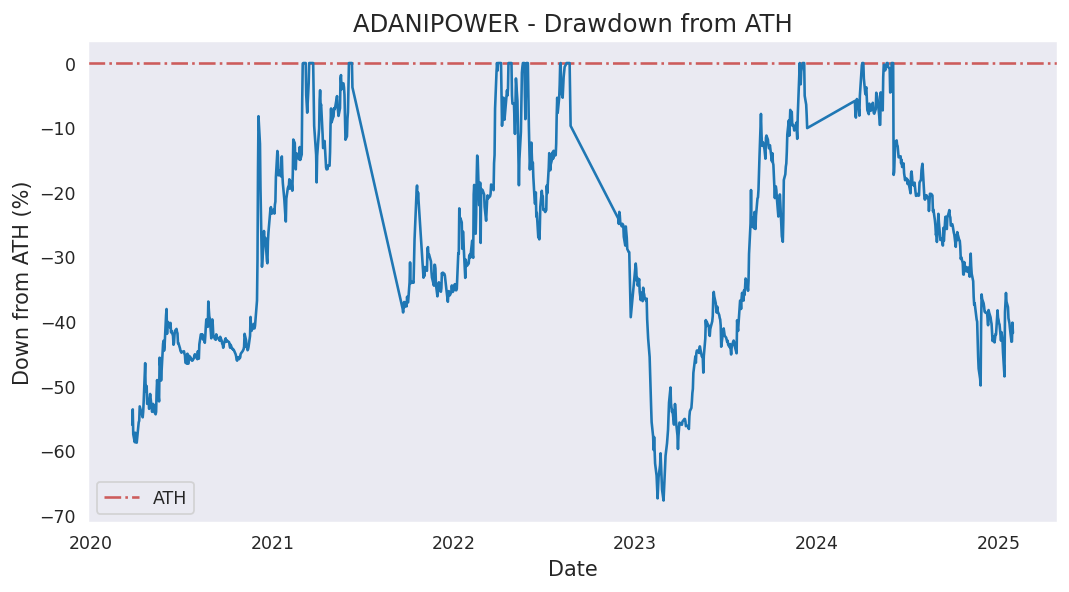 ADANIPOWER - Drawdown from ATH
Down from ATH (%)
0
−10
−20
−30
−40
−50
−60
−70
ATH
2020 2021 2022 2023 2024 2025
Date